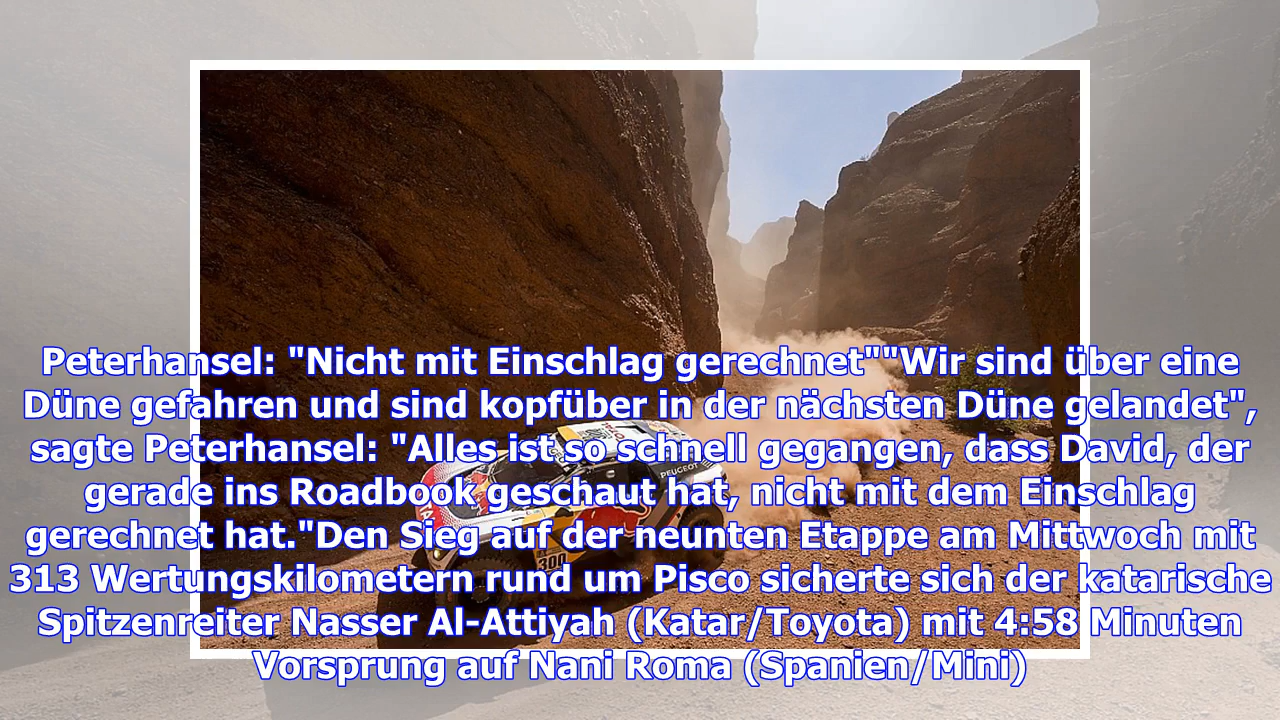 Peterhansel: "Nicht mit Einschlag gerechnet""Wir sind über eine
Düne gefahren und sind kopfüber in der nächsten Düne gelandet",
sagte Peterhansel: "Alles ist so schnell gegangen, dass David, der
gerade ins Roadbook geschaut hat, nicht mit dem Einschlag
gerechnet hat."Den Sieg auf der neunten Etappe am Mittwoch mit
313 Wertungskilometern rund um Pisco sicherte sich der katarische
Spitzenreiter Nasser Al-Attiyah (Katar/Toyota) mit 4:58 Minuten
Vorsprung auf Nani Roma (Spanien/Mini)
PEUGEOT
300